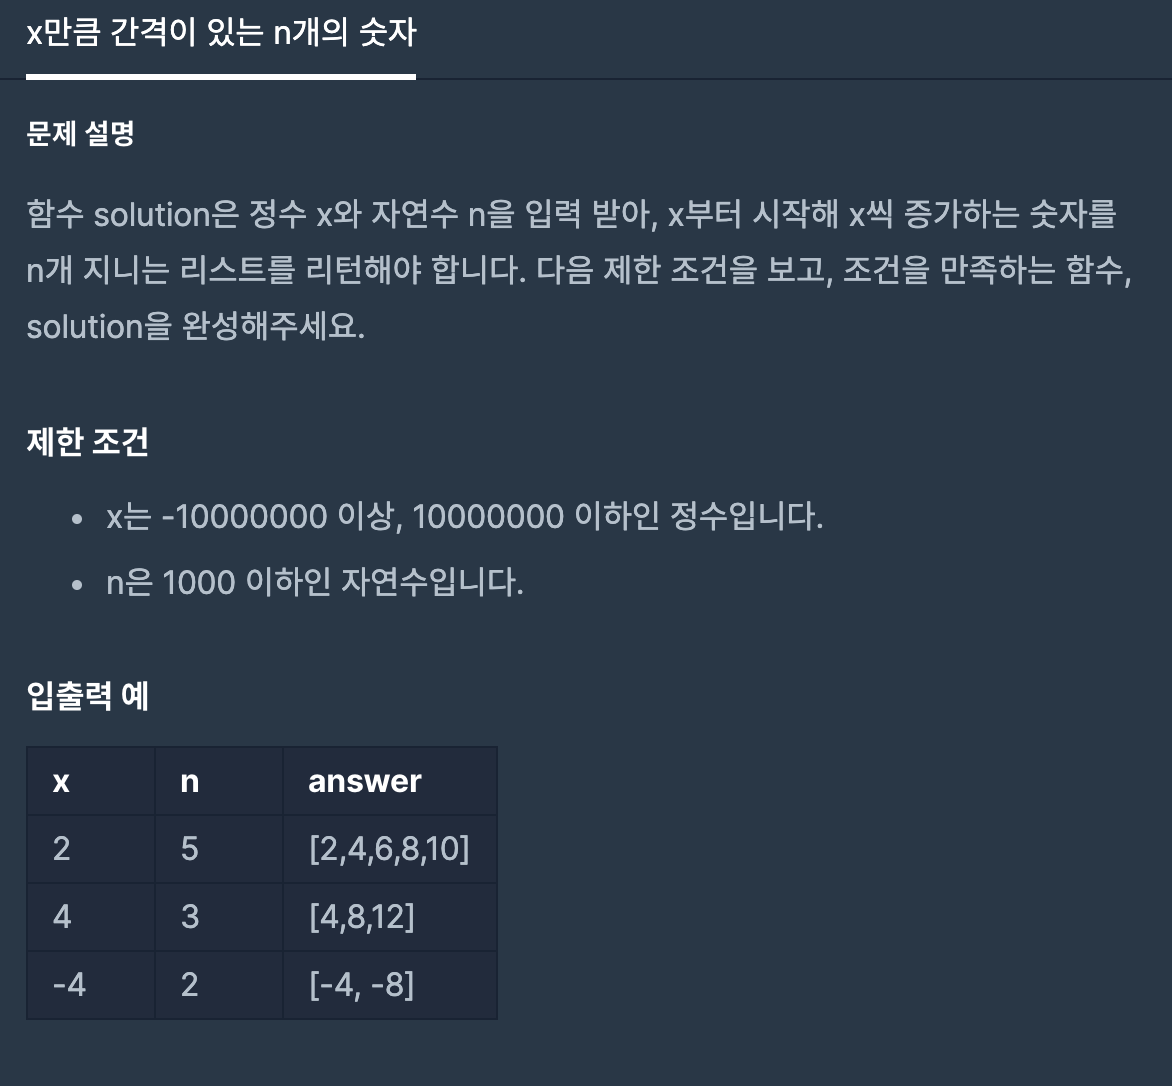 x만큼 간격이 있는 n개의 숫자
문제 설명
함수 solution은 정수 x와 자연수 n을 입력 받아, x부터 시작해 x씩 증가하는 숫자를
n개 지니는 리스트를 리턴해야 합니다. 다음 제한 조건을 보고, 조건을 만족하는 함수,
solution을 완성해주세요.
제한 조건
• x는 -10000000 이상, 10000000 이하인 정수입니다.
• n은 1000 이하인 자연수입니다.
입출력 예
x n answer
2 5 [2,4,6,8,10]
4 3 [4,8,12]
-4 2 [-4, -8]